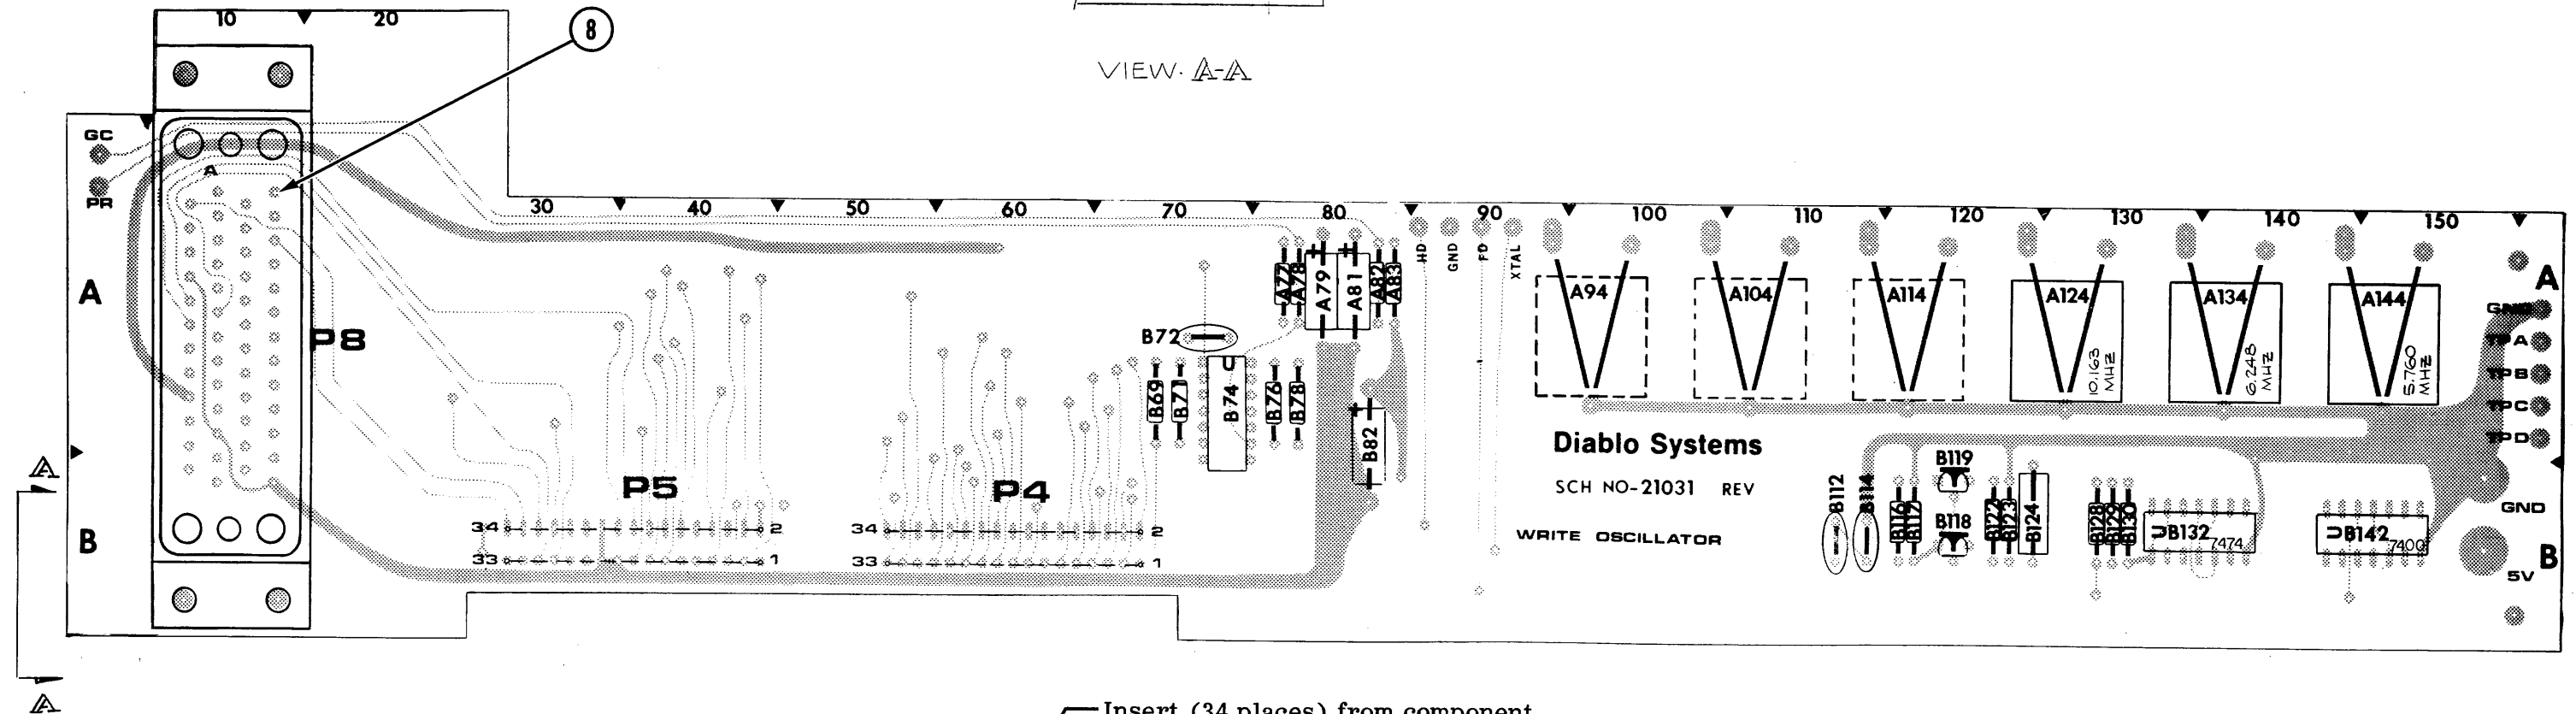 10 20
8
VIEW. A-A
GC
PR
A
30 40 50 60 70 80 90 100 110 120 130 140 150
HD GND FD XTAL
A A
P8
A77 A78 A79 A81 A82 A83
+ +
A94 A104 A114 A124 A134 A144
10.163 MHZ
6.248 MHZ
5.760 MHZ
GND
TPA
TPB
TPC
TPD
B72
B69 B71 U B74 B76 B78
+ B82
Diablo Systems
SCH NO-21031 REV
WRITE OSCILLATOR
A
P5 P4
34 2 34 2
33 1 33 1
B B
B112 B114 B116 B117 B119 B118 B122 B123 B124 B128 B129 B130
UB132 7474
UB142 7400
GND
5V
A
Insert (34 places) from component